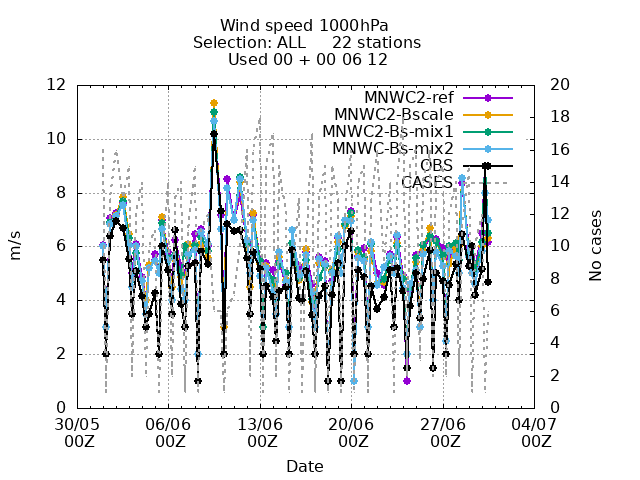 Wind speed 1000hPa
Selection: ALL 22 stations
Used 00 + 00 06 12
MNWC2-ref
MNWC2-Bscale
MNWC2-Bs-mix1
MNWC-Bs-mix2
OBS
CASES
m/s
12
10
8
6
4
2
0
No cases
20
18
16
14
12
10
8
6
4
2
0
30/05 06/06 13/06 20/06 27/06 04/07
00Z 00Z 00Z 00Z 00Z 00Z
Date